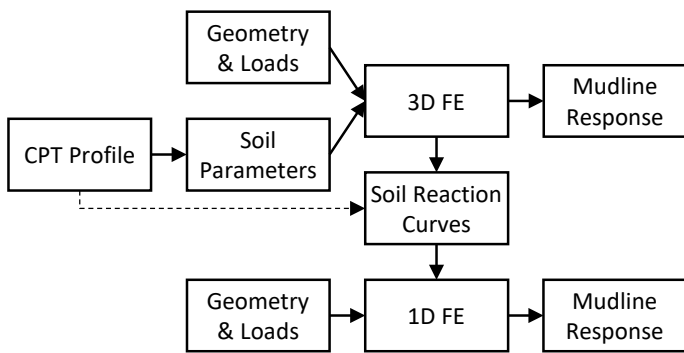 Geometry
& Loads
3D FE
Mudline
Response
CPT Profile
Soil
Parameters
Soil Reaction
Curves
Geometry
& Loads
1D FE
Mudline
Response